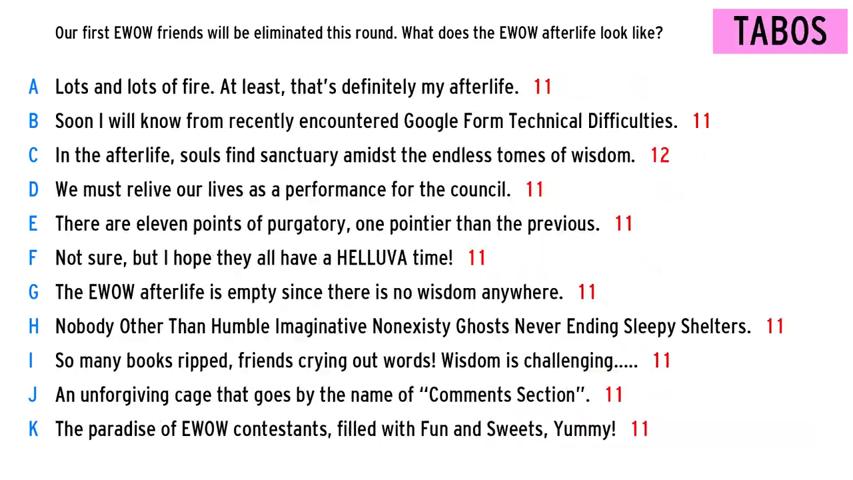 Our first EWOW friends will be eliminated this round. What does the EWOW afterlife look like?
TABOS
A Lots and lots of fire. At least, that's definitely my afterlife. 11
B Soon I will know from recently encountered Google Form Technical Difficulties. 11
C In the afterlife, souls find sanctuary amidst the endless tomes of wisdom. 12
D We must relive our lives as a performance for the council. 11
E There are eleven points of purgatory, one pointier than the previous. 11
F Not sure, but I hope they all have a HELLUVA time! 11
G The EWOW afterlife is empty since there is no wisdom anywhere. 11
H Nobody Other Than Humble Imaginative Nonexisty Ghosts Never Ending Sleepy Shelters. 11
I So many books ripped, friends crying out words! Wisdom is challenging..... 11
J An unforgiving cage that goes by the name of “Comments Section”. 11
K The paradise of EWOW contestants, filled with Fun and Sweets, Yummy! 11